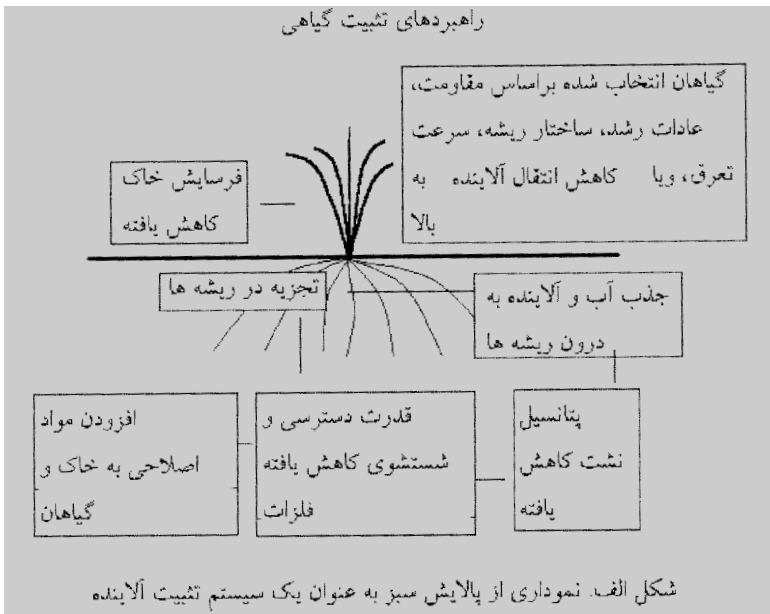 راهبردهای تثبیت گیاهی
گیاهان انتخاب شده براساس مقاومت،
عادات رشد، ساختار ریشه، سرعت
تعرق، ویا کاهش انتقال آلاینده به
بالا
فرسایش خاک
کاهش یافته
تجزیه در ریشه ها
جذب آب و آلاینده به
درون ریشه ها
پتانسیل
نشت کاهش
یافته
قدرت دسترسی و
شستشوی کاهش یافته
فلزات
افزودن مواد
اصلاحی به خاک و
گیاهان
شکل الف. نموداری از پالایش سبز به عنوان یک سیستم تثبیت آلاینده